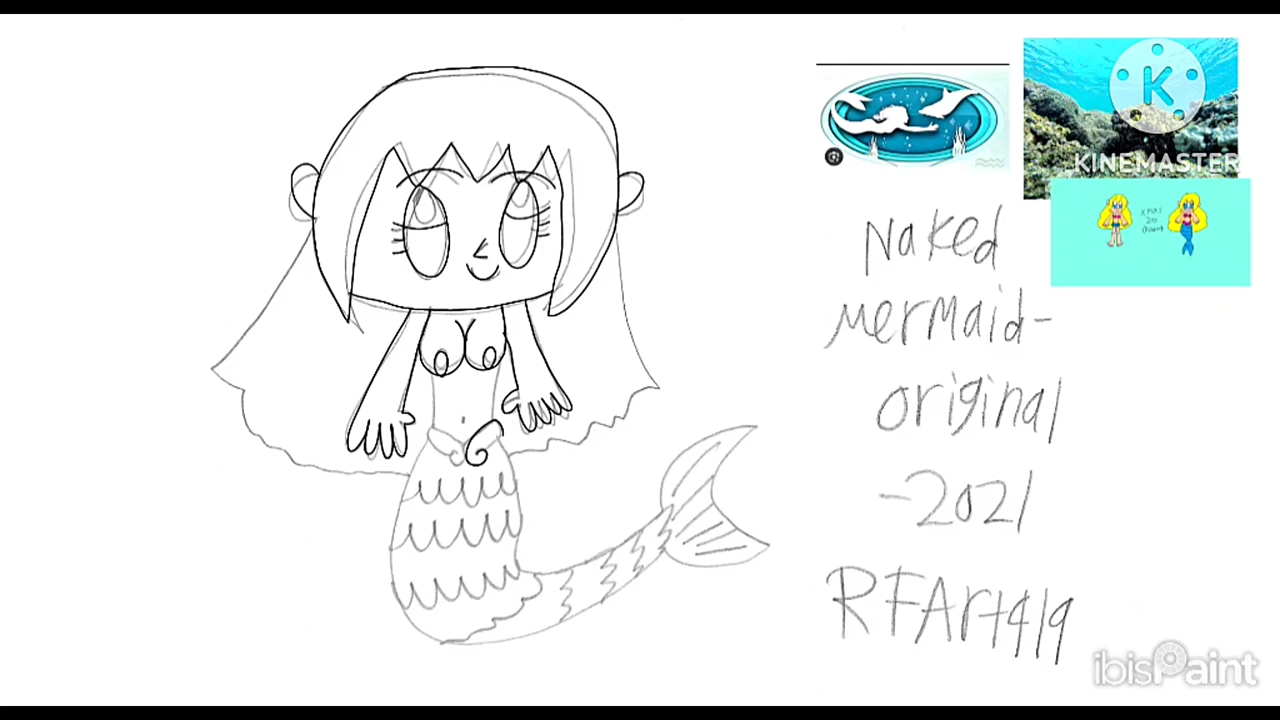 KINEMASTER
Naked
mermaid-
original
-2021
RFArt419
ibisPaint